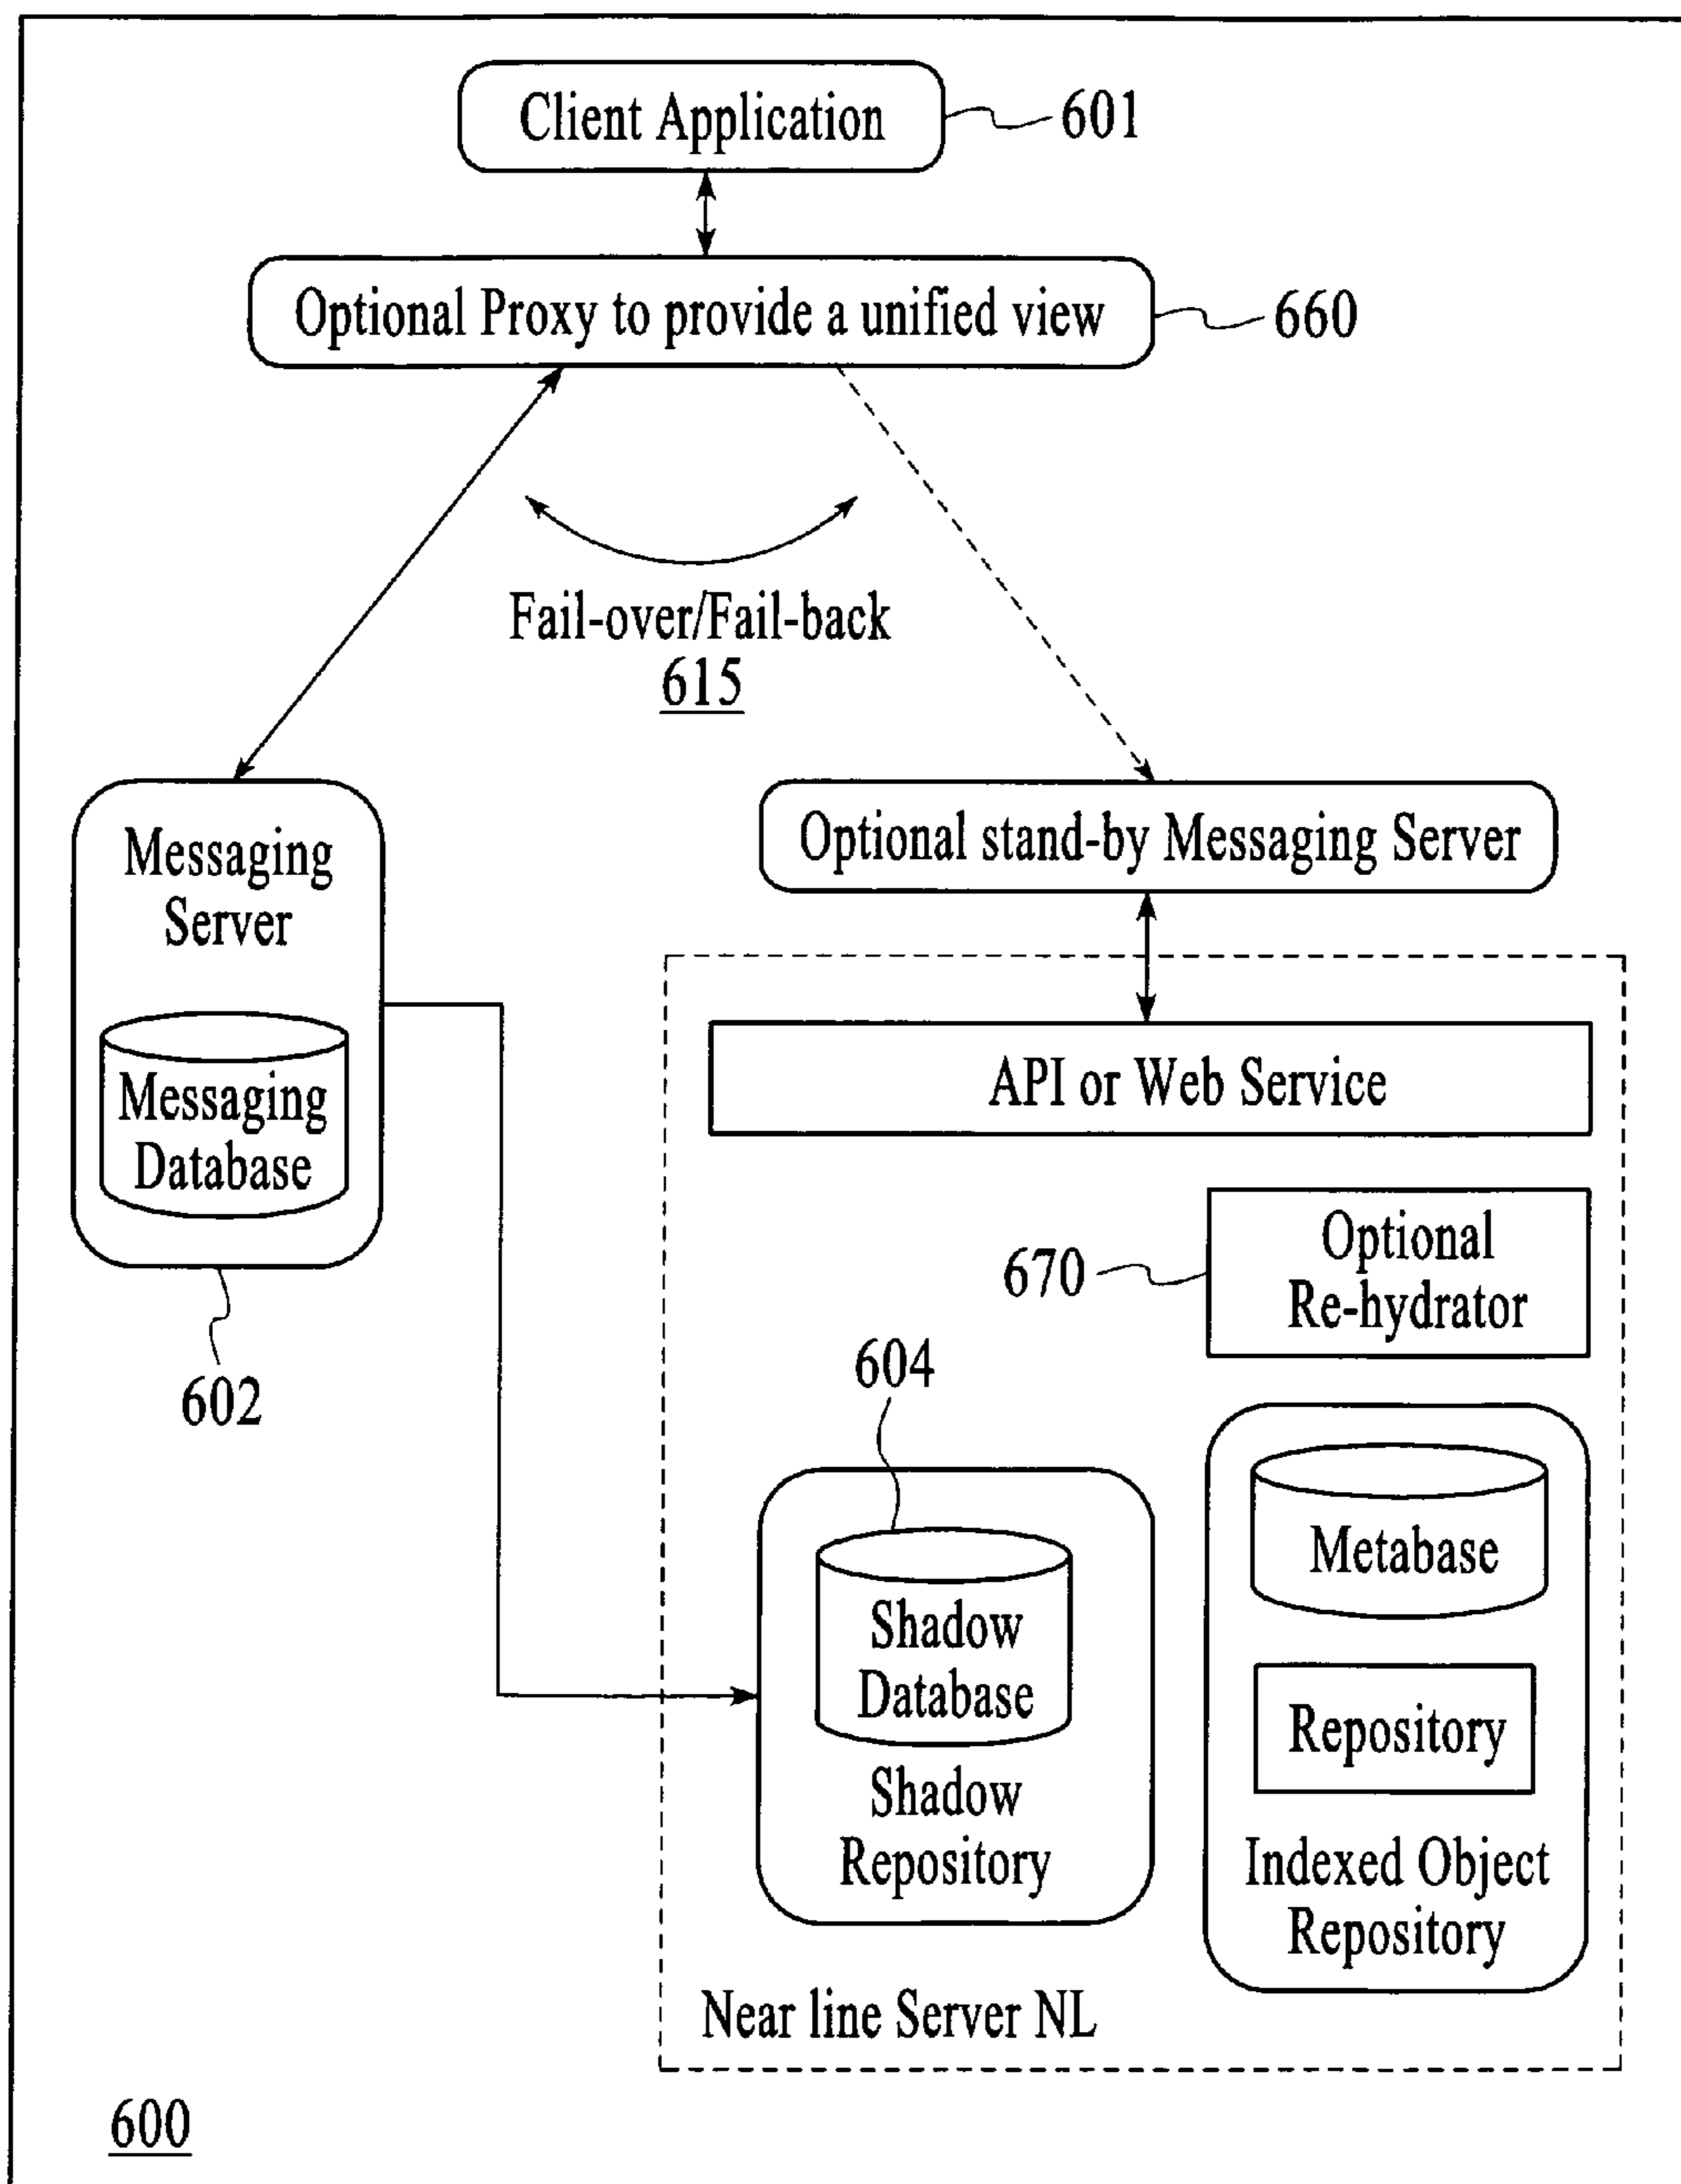 Client Application
601
Optional Proxy to provide a unified view
660
Fail-over/Fail-back
615
Messaging
Server
Messaging
Database
602
Optional stand-by Messaging Server
API or Web Service
Optional
Re-hydrator
670
604
Shadow
Database
Shadow
Repository
Metabase
Repository
Indexed Object
Repository
Near line Server NL
600